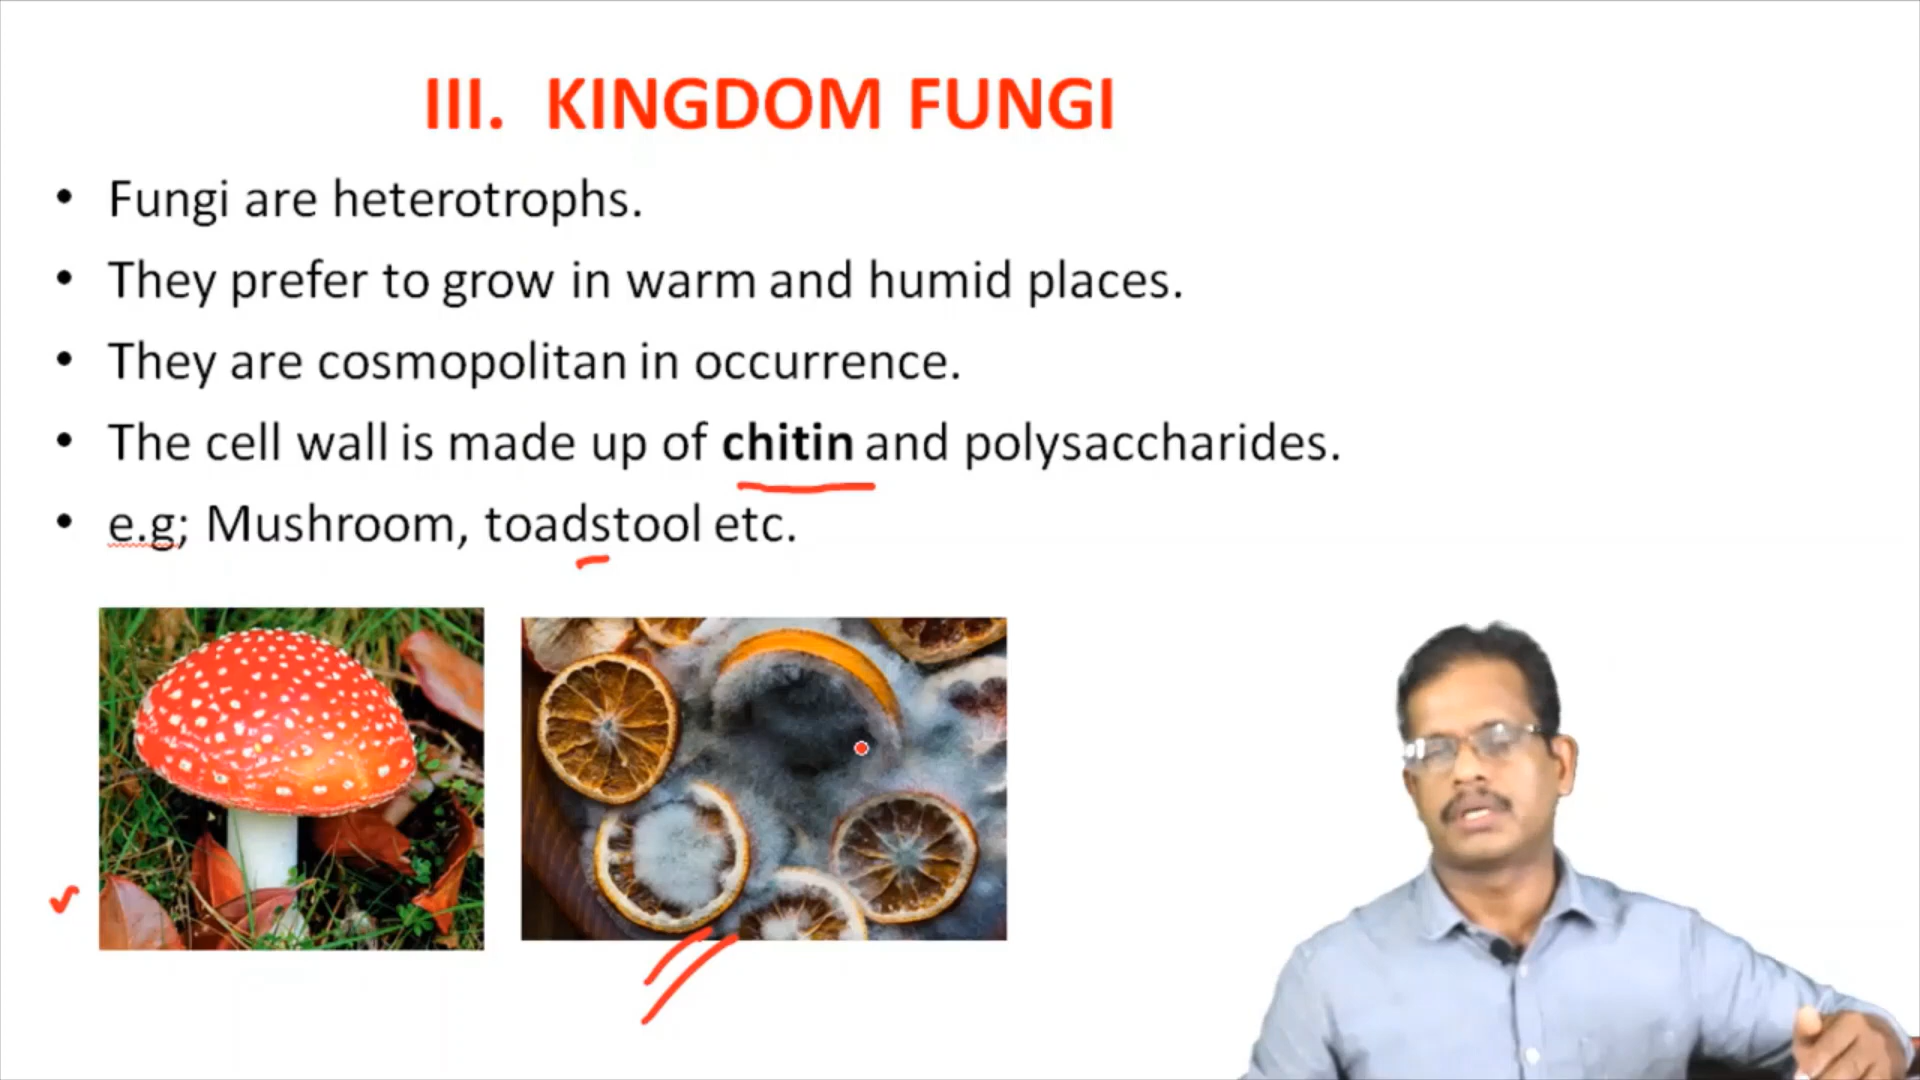 III. KINGDOM FUNGI
• Fungi are heterotrophs.
• They prefer to grow in warm and humid places.
• They are cosmopolitan in occurrence.
• The cell wall is made up of chitin and polysaccharides.
• e.g; Mushroom, toadstool etc.